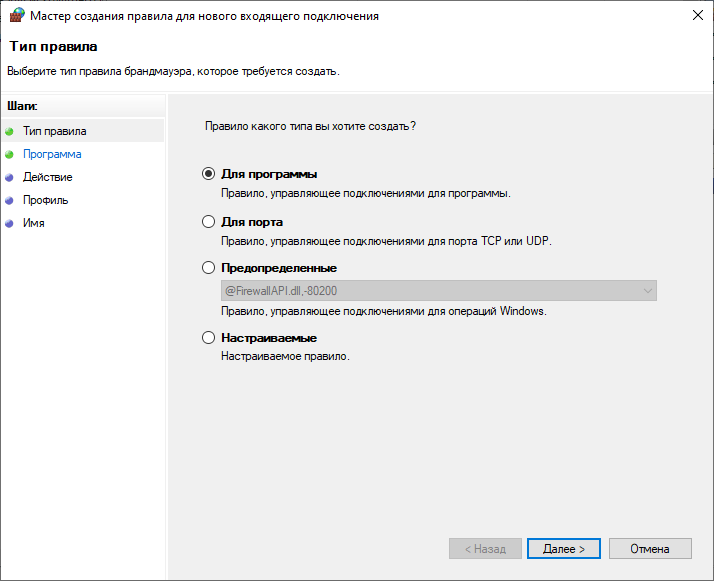 Мастер создания правила для нового входящего подключения
Тип правила
Выберите тип правила брандмауэра, которое требуется создать.
Шаги:
Тип правила
Программа
Действие
Профиль
Имя
Правило какого типа вы хотите создать?
Для программы
Правило, управляющее подключениями для программы.
Для порта
Правило, управляющее подключениями для порта TCP или UDP.
Предопределенные
@FirewallAPI.dll,-80200
Правило, управляющее подключениями для операций Windows.
Настраиваемые
Настраиваемое правило.
< Назад
Далее >
Отмена